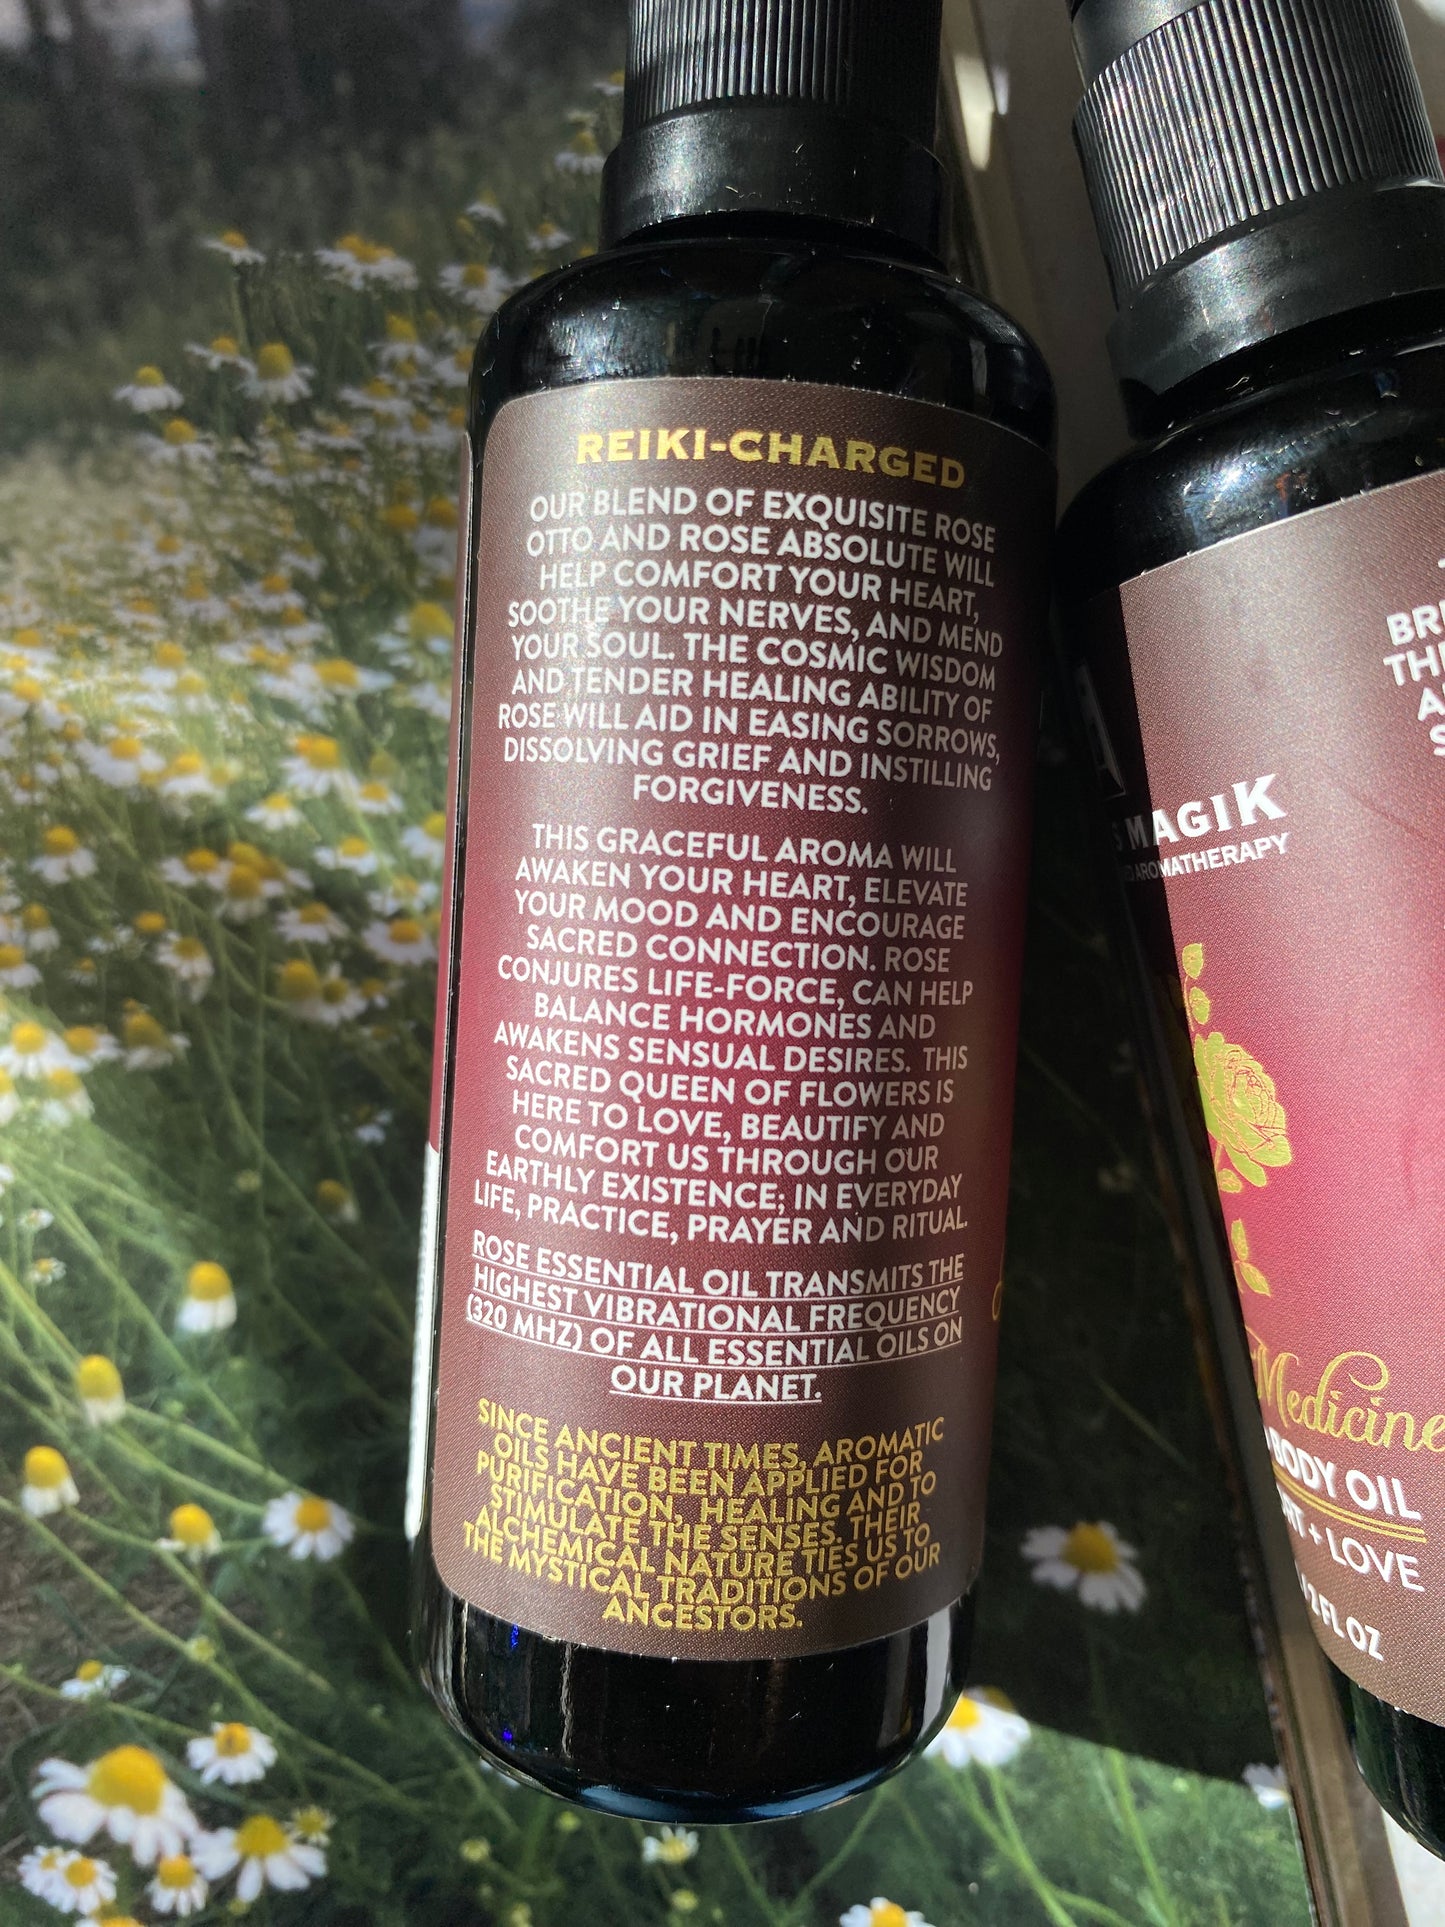 REIKI-CHARGED
OUR BLEND OF EXQUISITE ROSE
OTTO AND ROSE ABSOLUTE WILL
HELP COMFORT YOUR HEART,
SOOTHE YOUR NERVES, AND MEND
YOUR SOUL. THE COSMIC WISDOM
AND TENDER HEALING ABILITY OF
ROSE WILL AID IN EASING SORROWS,
DISSOLVING GRIEF AND INSTILLING
FORGIVENESS.
THIS GRACEFUL AROMA WILL
AWAKEN YOUR HEART, ELEVATE
YOUR MOOD AND ENCOURAGE
SACRED CONNECTION. ROSE
CONJURES LIFE-FORCE, CAN HELP
BALANCE HORMONES AND
AWAKENS SENSUAL DESIRES. THIS
SACRED QUEEN OF FLOWERS IS
HERE TO LOVE, BEAUTIFY AND
COMFORT US THROUGH OUR
EARTHLY EXISTENCE; IN EVERYDAY
LIFE, PRACTICE, PRAYER AND RITUAL.
ROSE ESSENTIAL OIL TRANSMITS THE
HIGHEST VIBRATIONAL FREQUENCY
(320 MHZ) OF ALL ESSENTIAL OILS ON
OUR PLANET.
SINCE ANCIENT TIMES, AROMATIC
OILS HAVE BEEN APPLIED FOR
PURIFICATION, HEALING AND TO
STIMULATE THE SENSES. THEIR
ALCHEMICAL NATURE TIES US TO
THE MYSTICAL TRADITIONS OF OUR
ANCESTORS.
MAGIK
AROMATHERAPY
Medicine
BODY OIL
+ LOVE
2 FL OZ